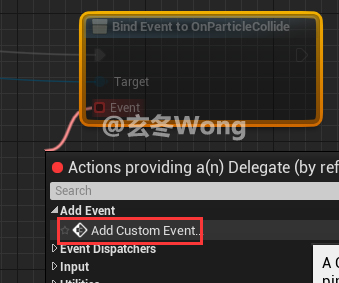 Bind Event to OnParticleCollide
Target
Event
@玄冬Wong
Actions providing a(n) Delegate (by ref
Search
Add Event
Add Custom Event...
Event Dispatchers
Input
Utilities
A C